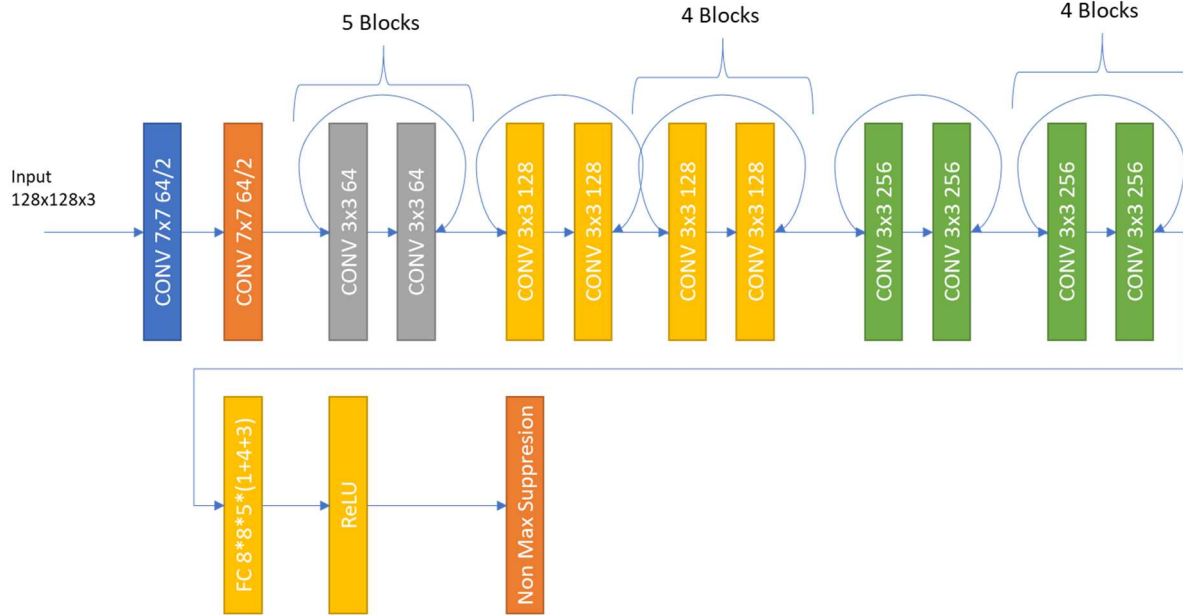 5 Blocks
4 Blocks
4 Blocks
Input
128x128x3
CONV 7x7 64/2
CONV 7x7 64/2
CONV 3x3 64
CONV 3x3 64
CONV 3x3 128
CONV 3x3 128
CONV 3x3 128
CONV 3x3 128
CONV 3x3 256
CONV 3x3 256
CONV 3x3 256
CONV 3x3 256
FC 8*8*5*(1+4+3)
ReLU
Non Max Suppresion